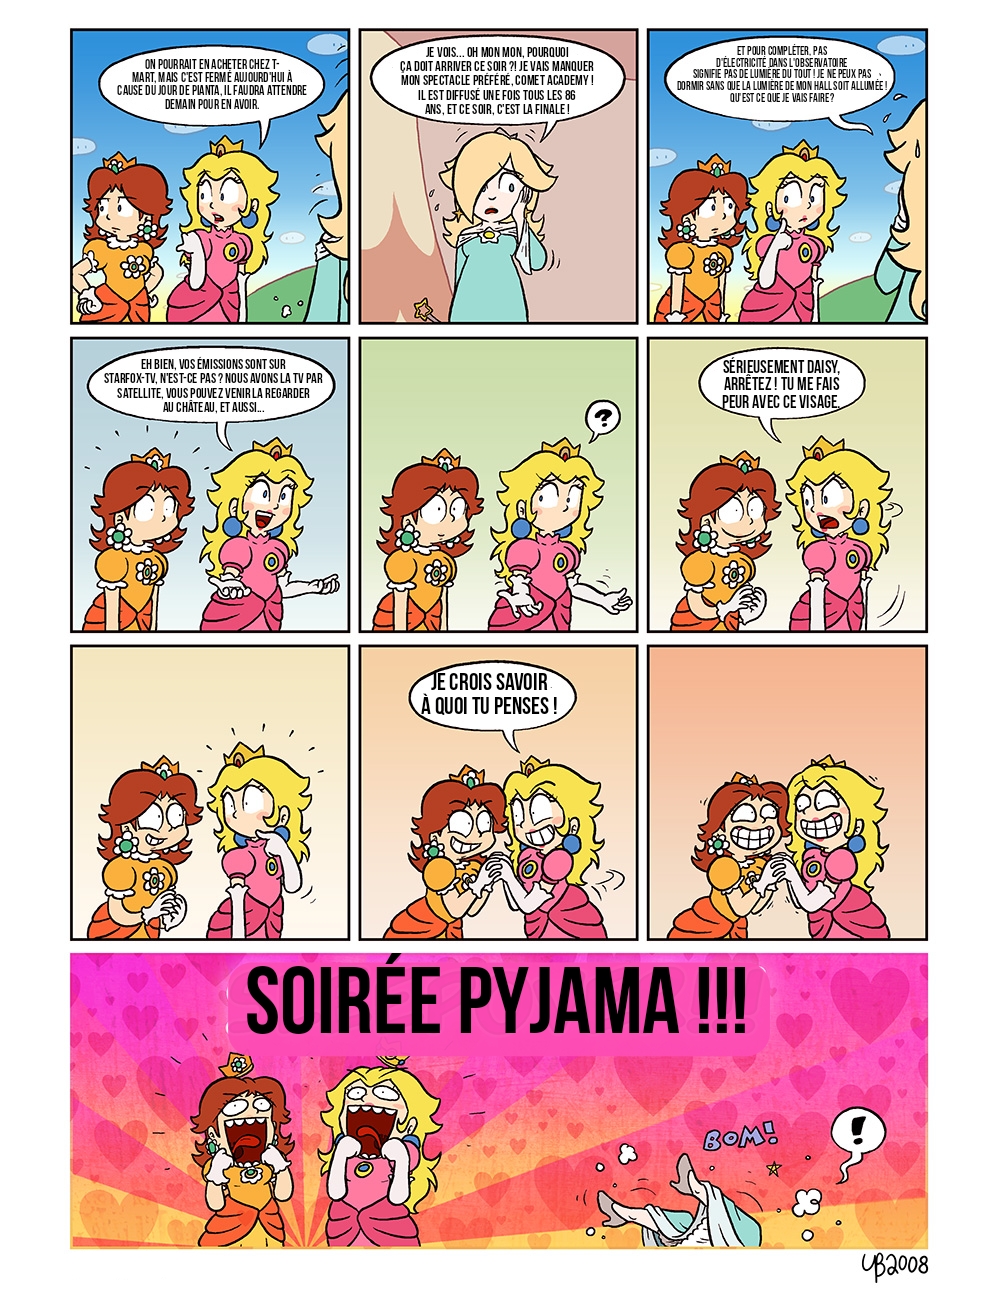 ON POURRAIT EN ACHETER CHEZ T-
MART, MAIS C'EST FERMÉ AUJOURD'HUI À
CAUSE DU JOUR DE PIANTA, IL FAUDRA ATTENDRE
DEMAIN POUR EN AVOIR.
JE VOIS... OH MON MON, POURQUOI
ÇA DOIT ARRIVER CE SOIR ?! JE VAIS MANQUER
MON SPECTACLE PRÉFÉRÉ, COMET ACADEMY !
IL EST DIFFUSÉ UNE FOIS TOUS LES 86
ANS, ET CE SOIR, C'EST LA FINALE !
ET POUR COMPLÉTER, PAS
D'ÉLECTRICITÉ DANS L'OBSERVATOIRE
SIGNIFIE PAS DE LUMIERE DU TOUT ! JE NE PEUX PAS
DORMIR SANS QUE LA LUMIÈRE DE MON HALL SOIT ALLUMÉE !
QU'EST CE QUE JE VAIS FAIRE ?
EH BIEN, VOS ÉMISSIONS SONT SUR
STARFOX-TV, N'EST-CE PAS ? NOUS AVONS LA TV PAR
SATELLITE, VOUS POUVEZ VENIR LA REGARDER
AU CHÂTEAU, ET AUSSI...
?
SÉRIEUSEMENT DAISY,
ARRÊTEZ ! TU ME FAIS
PEUR AVEC CE VISAGE.
JE CROIS SAVOIR
À QUOI TU PENSES !
SOIRÉE PYJAMA !!!
BOM!
!
YB2008